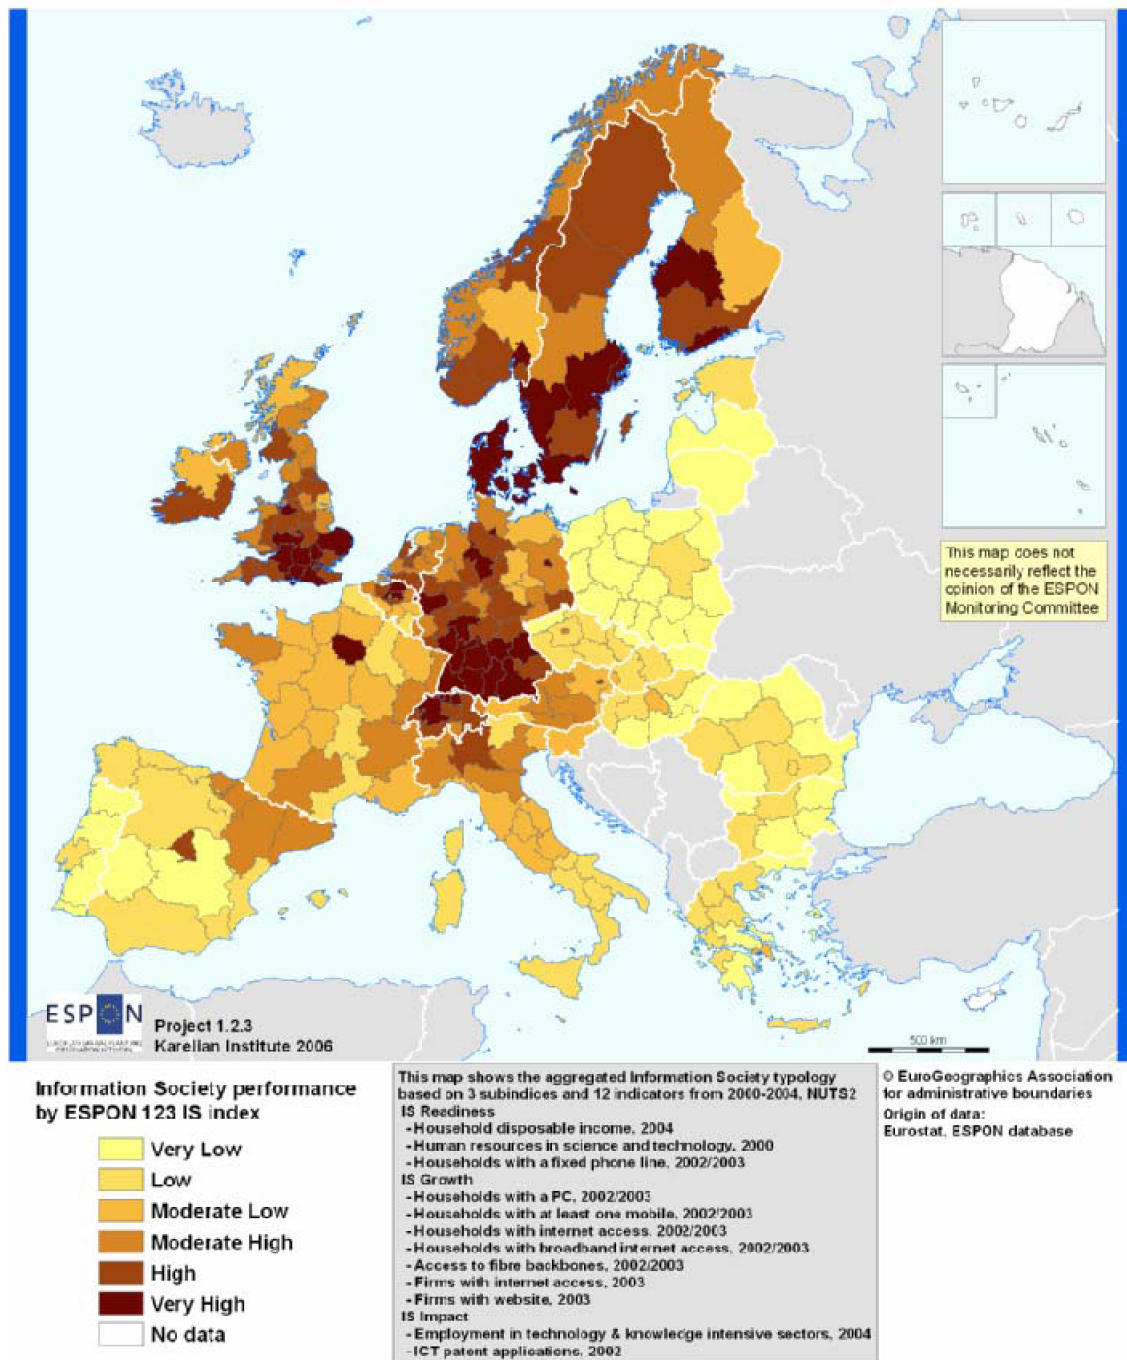 This map does not
necessarily reflect the
opinion of the ESPON
Monitoring Committee
ESPON
Project 1.2.3
Karelian Institute 2006
500 km
Information Society performance
by ESPON 123 IS index
Very Low
Low
Moderate Low
Moderate High
High
Very High
No data
This map shows the aggregated Information Society typology
based on 3 subindices and 12 indicators from 2000-2004, NUTS2
IS Readiness
-Household disposable income, 2004
-Human resources in science and technology, 2000
-Households with a fixed phone line, 2002/2003
IS Growth
-Households with a PC, 2002/2003
-Households with at least one mobile, 2002/2003
-Households with internet access, 2002/2003
-Households with broadband internet access, 2002/2003
-Access to fibre backbones, 2002/2003
-Firms with internet access, 2003
-Firms with website, 2003
IS Impact
-Employment in technology & knowledge intensive sectors, 2004
-ICT patent applications, 2002
© EuroGeographics Association
for administrative boundaries
Origin of data:
Eurostat, ESPON database